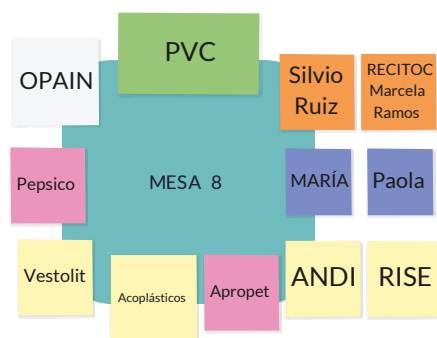 PVC
OPAIN
Silvio
Ruiz
RECITOC
Marcela
Ramos
Pepsico
MESA 8
MARÍA
Paola
Vestolit
Acoplásticos
Apropet
ANDI
RISE